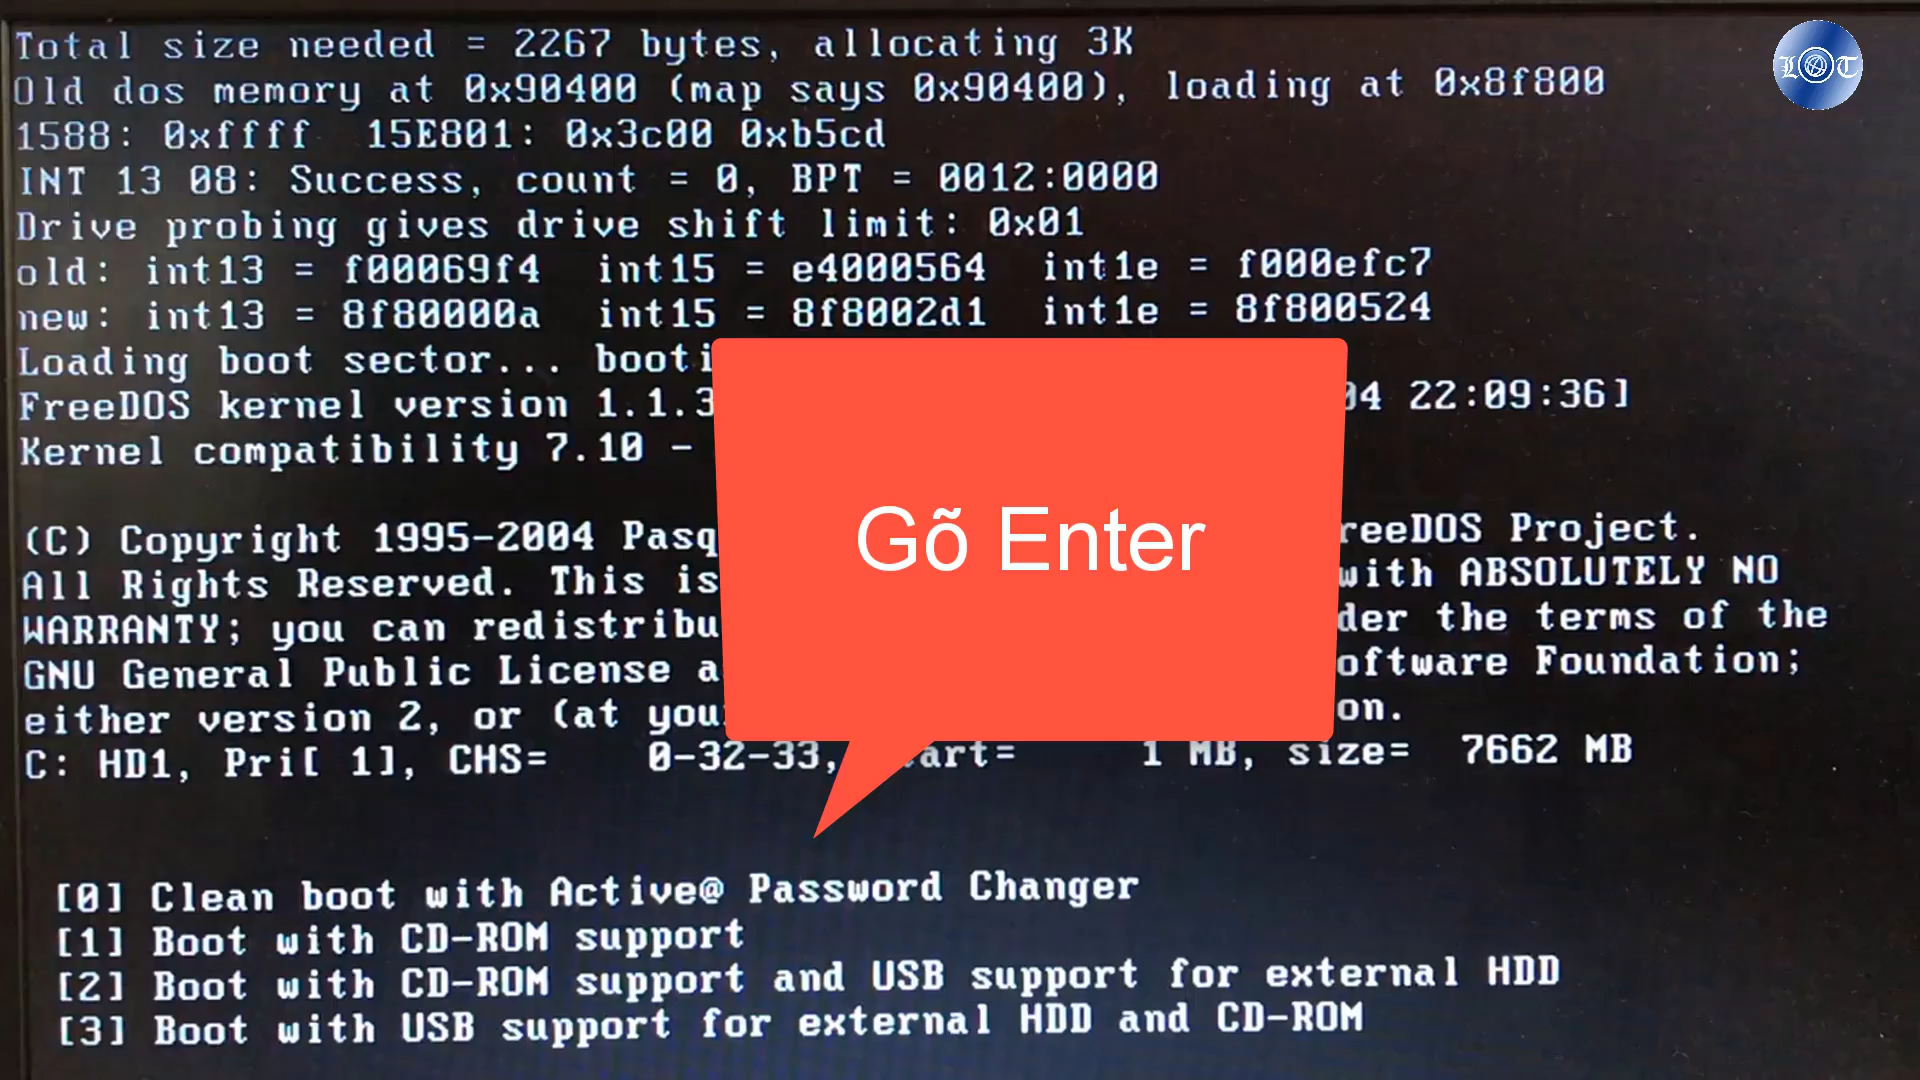 Total size needed = 2267 bytes, allocating 3K
Old dos memory at 0x90400 (map says 0x90400), loading at 0x8f800
1588: 0xffff 15E801: 0x3c00 0xb5cd
INT 13 08: Success, count = 0, BPT = 0012:0000
Drive probing gives drive shift limit: 0x01
old: int13 = f00069f4 int15 = e4000564 int1e = f000efc7
new: int13 = 8f80000a int15 = 8f8002d1 int1e = 8f800524
Loading boot sector... booti
FreeDOS kernel version 1.1.3 04 22:09:36]
Kernel compatibility 7.10 -
(C) Copyright 1995-2004 Pasq reeDOS Project.
All Rights Reserved. This is with ABSOLUTELY NO
WARRANTY; you can redistribu der the terms of the
GNU General Public License a oftware Foundation;
either version 2, or (at you on.
C: HD1, Pri[ 1], CHS= 0-32-33, art= 1 MB, size= 7662 MB
Gõ Enter
[0] Clean boot with Active@ Password Changer
[1] Boot with CD-ROM support
[2] Boot with CD-ROM support and USB support for external HDD
[3] Boot with USB support for external HDD and CD-ROM